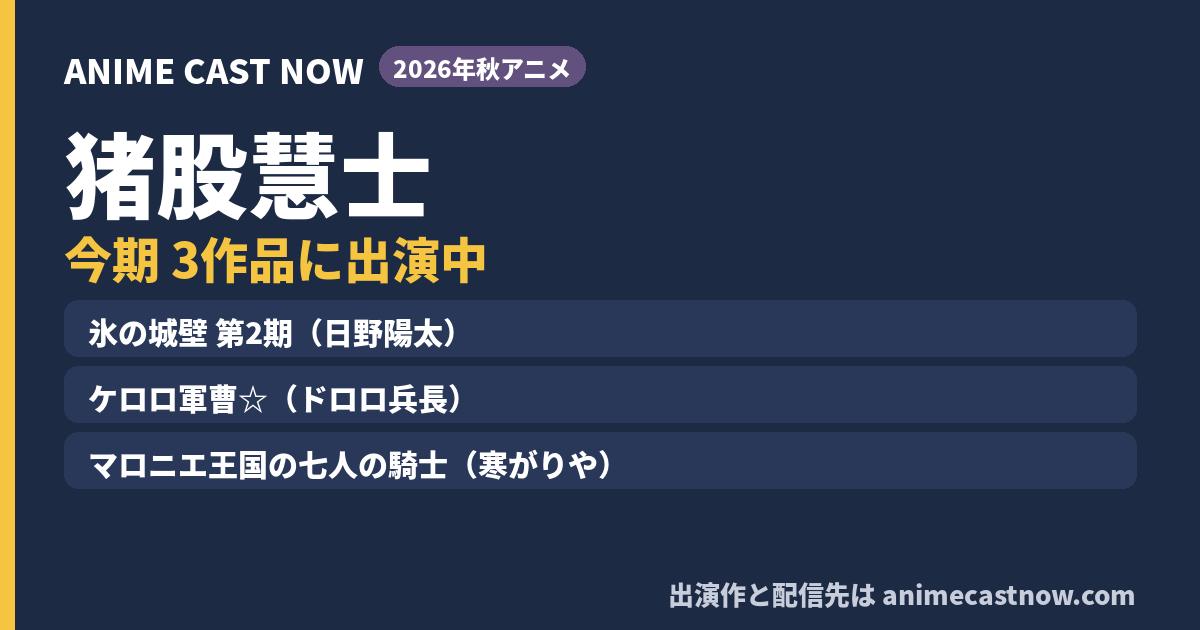 ANIME CAST NOW 2026年秋アニメ
猪股慧士
今期 3作品に出演中
氷の城壁 第2期（日野陽太）
ケロロ軍曹☆（ドロロ兵長）
マロニエ王国の七人の騎士（寒がりや）
出演作と配信先は animecastnow.com